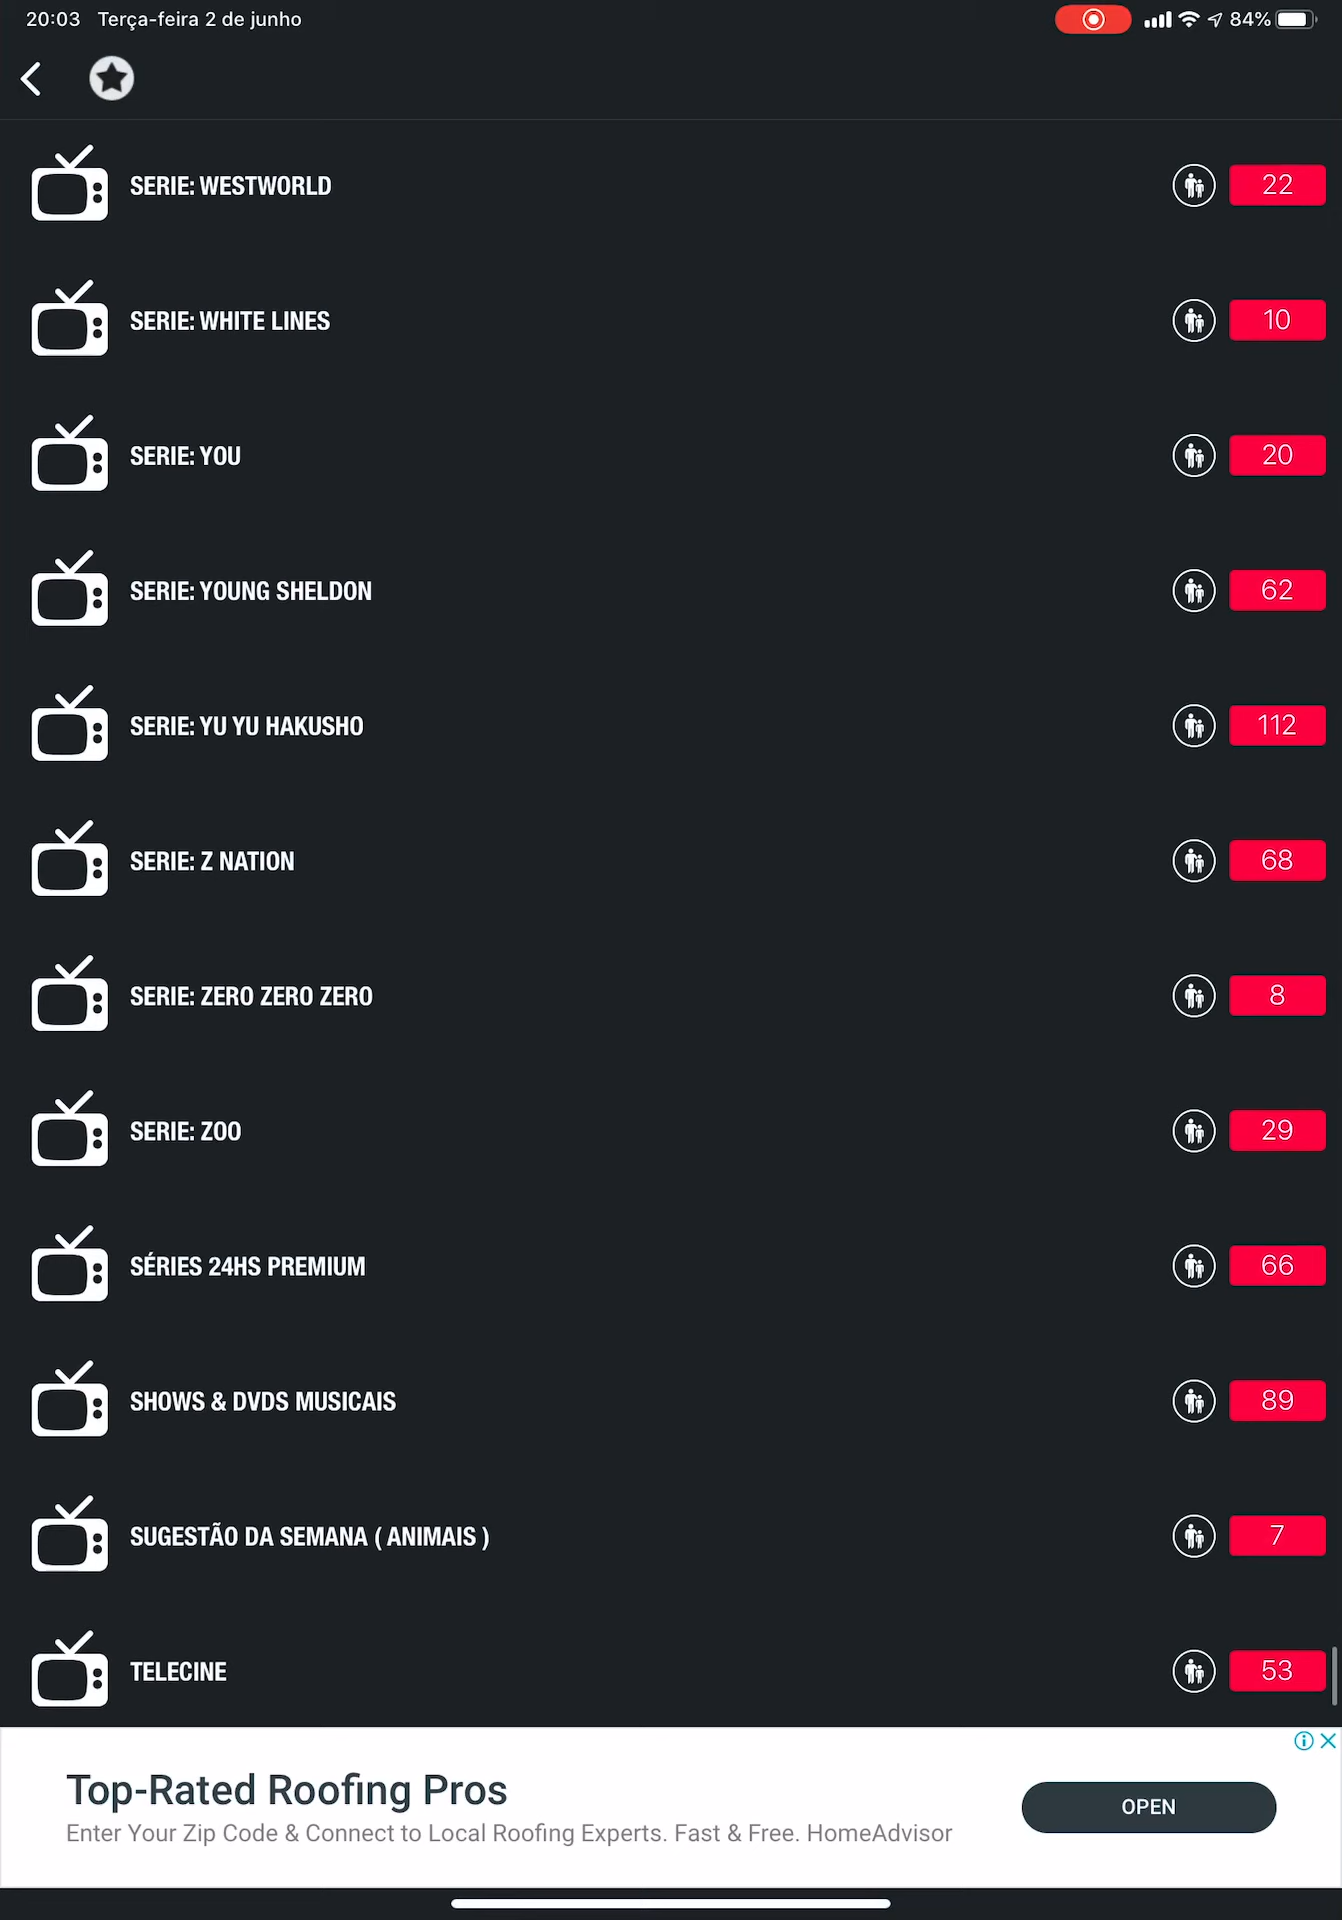 20:03 Terça-feira 2 de junho 84%
SERIE: WESTWORLD 22
SERIE: WHITE LINES 10
SERIE: YOU 20
SERIE: YOUNG SHELDON 62
SERIE: YU YU HAKUSHO 112
SERIE: Z NATION 68
SERIE: ZERO ZERO ZERO 8
SERIE: ZOO 29
SÉRIES 24HS PREMIUM 66
SHOWS & DVDS MUSICAIS 89
SUGESTÃO DA SEMANA ( ANIMAIS ) 7
TELECINE 53
Top-Rated Roofing Pros
Enter Your Zip Code & Connect to Local Roofing Experts. Fast & Free. HomeAdvisor
OPEN